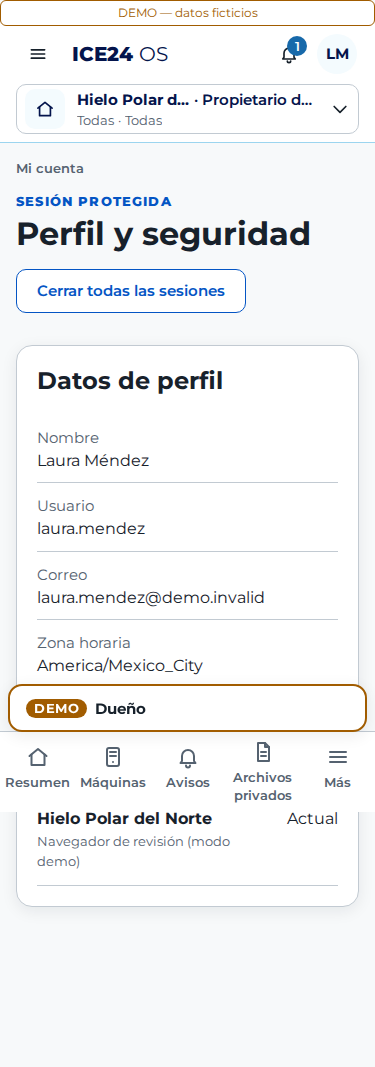 DEMO — datos ficticios
ICE24 OS
1
LM
Hielo Polar d... · Propietario d...
Todas · Todas
Mi cuenta
SESIÓN PROTEGIDA
Perfil y seguridad
Cerrar todas las sesiones
Datos de perfil
Nombre
Laura Méndez
Usuario
laura.mendez
Correo
laura.mendez@demo.invalid
Zona horaria
America/Mexico_City
DEMO Dueño
Resumen
Máquinas
Avisos
Archivos privados
Más
Hielo Polar del Norte
Actual
Navegador de revisión (modo
demo)